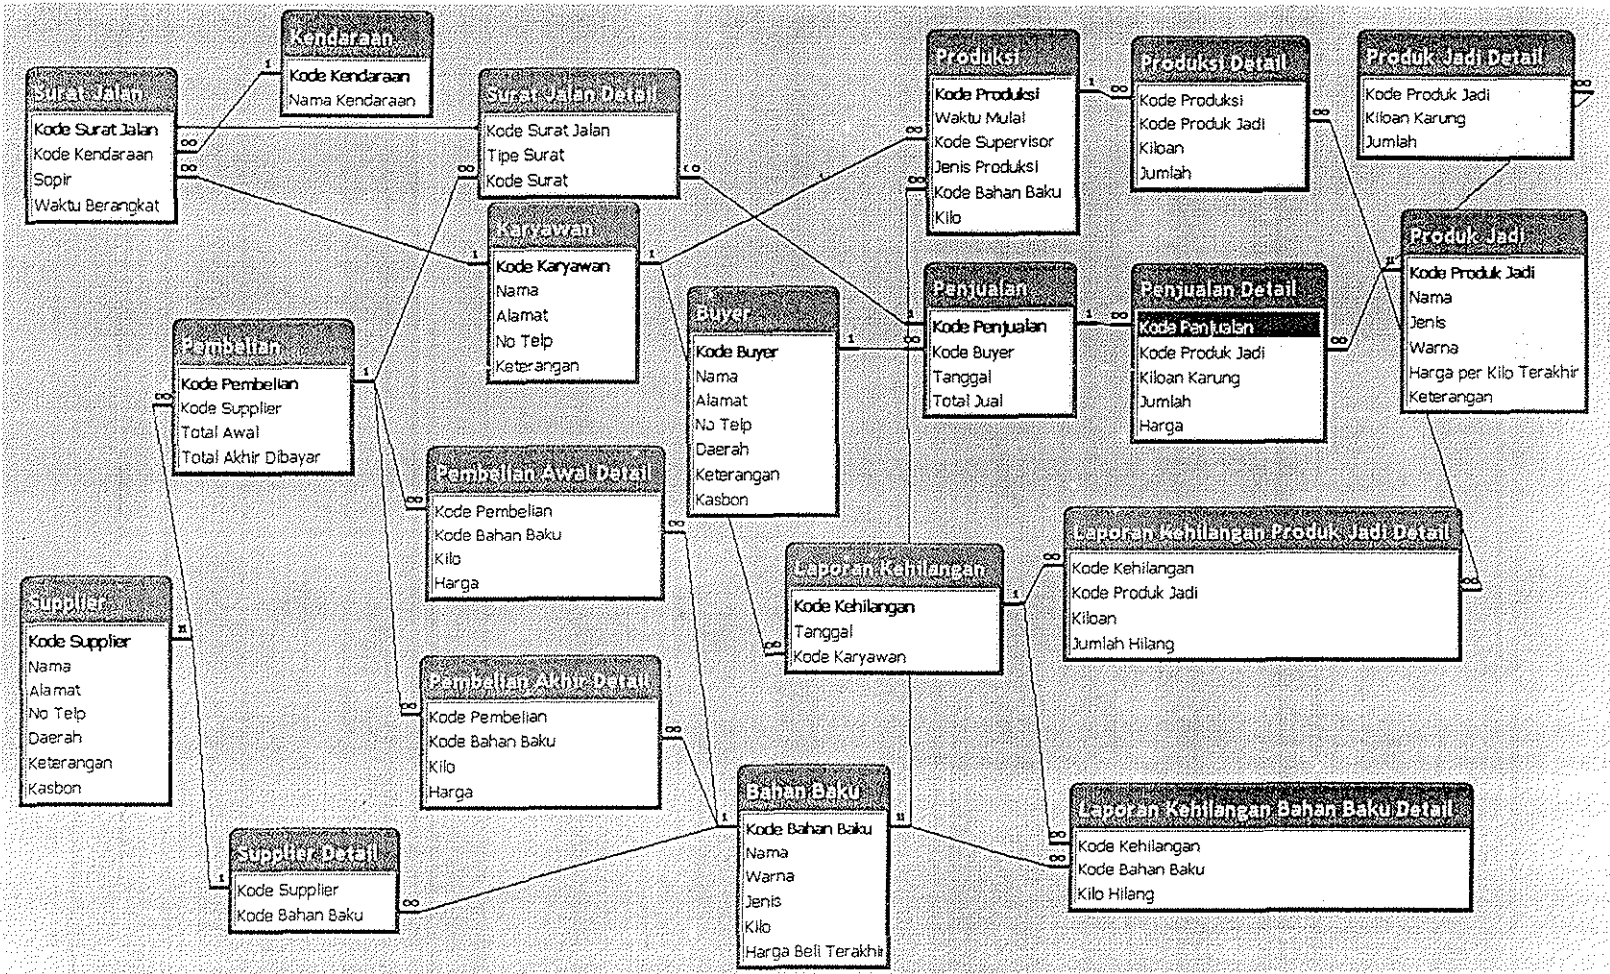 Kendaraan
Kode Kendaraan
Nama Kendaraan
Surat Jalan
Kode Surat Jalan
Kode Kendaraan
Sopir
Waktu Berangkat
Surat Jalan Detail
Kode Surat Jalan
Tipe Surat
Kode Surat
Karyawan
Kode Karyawan
Nama
Alamat
No Telp
Keterangan
Produksi
Kode Produksi
Waktu Mulai
Kode Supervisor
Jenis Produksi
Kode Bahan Baku
Kilo
Produksi Detail
Kode Produksi
Kode Produk Jadi
Kiloan
Jumlah
Produk Jadi Detail
Kode Produk Jadi
Kiloan Karung
Jumlah
Produk Jadi
Kode Produk Jadi
Nama
Jenis
Warna
Harga per Kilo Terakhir
Keterangan
Pembelian
Kode Pembelian
Kode Supplier
Total Awal
Total Akhir Dibayar
Buyer
Kode Buyer
Nama
Alamat
No Telp
Daerah
Keterangan
Kasbon
Penjualan
Kode Penjualan
Kode Buyer
Tanggal
Total Jual
Penjualan Detail
Kode Penjualan
Kode Produk Jadi
Kiloan Karung
Jumlah
Harga
Pembelian Awal Detail
Kode Pembelian
Kode Bahan Baku
Kilo
Harga
Supplier
Kode Supplier
Nama
Alamat
No Telp
Daerah
Keterangan
Kasbon
Laporan Kehilangan
Kode Kehilangan
Tanggal
Kode Karyawan
Laporan Kehilangan Produk Jadi Detail
Kode Kehilangan
Kode Produk Jadi
Kiloan
Jumlah Hilang
Pembelian Akhir Detail
Kode Pembelian
Kode Bahan Baku
Kilo
Harga
Supplier Detail
Kode Supplier
Kode Bahan Baku
Bahan Baku
Kode Bahan Baku
Nama
Warna
Jenis
Kilo
Harga Beli Terakhir
Laporan Kehilangan Bahan Baku Detail
Kode Kehilangan
Kode Bahan Baku
Kilo Hilang